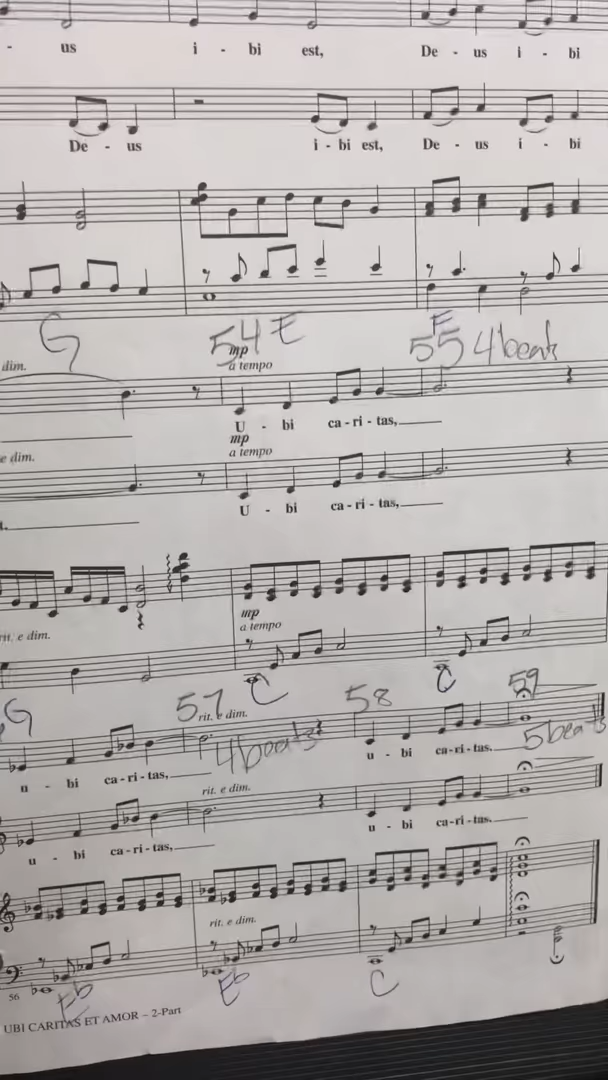 - us i - bi est, De - us i - bi
De - us i - bi est, De - us i - bi
G 54 E F 55 4 beats
dim. mp
a tempo
U - bi ca - ri - tas,
e dim. mp
a tempo
t. U - bi ca - ri - tas,
rit. e dim. mp
a tempo
G 57 C 58 C 59
rit. e dim.
4 beats 5 beats
u - bi ca - ri - tas, u - bi ca - ri - tas.
rit. e dim.
u - bi ca - ri - tas, u - bi ca - ri - tas.
rit. e dim.
56 Eb Eb C
UBI CARITAS ET AMOR – 2-Part